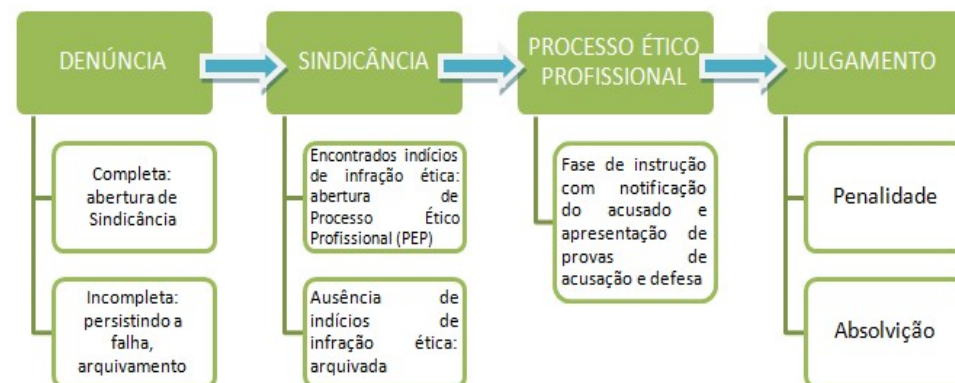 DENÚNCIA
Completa:
abertura de
Sindicância
Incompleta:
persistindo a
falha,
arquivamento
SINDICÂNCIA
Encontrados indícios
de infração ética:
abertura de
Processo Ético
Profissional (PEP)
Ausência de
indícios de
infração ética:
arquivada
PROCESSO ÉTICO
PROFISSIONAL
Fase de instrução
com notificação
do acusado e
apresentação de
provas de
acusação e defesa
JULGAMENTO
Penalidade
Absolvição